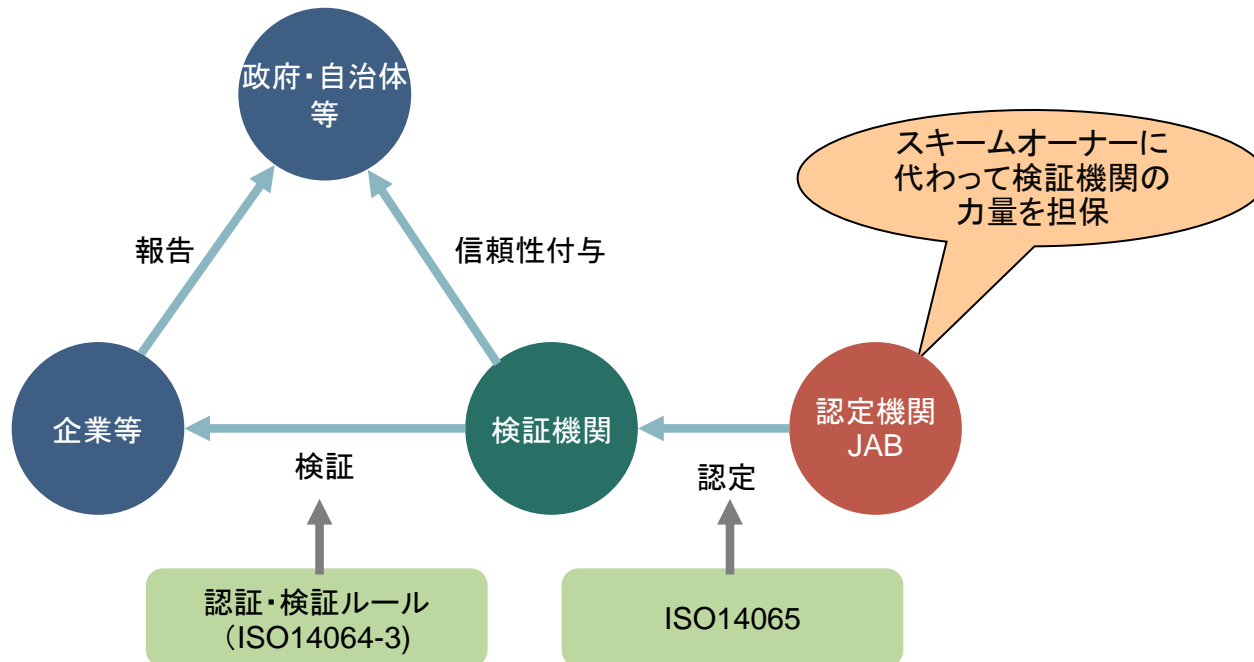 政府・自治体
等
スキームオーナーに
代わって検証機関の
力量を担保
報告
信頼性付与
企業等
検証機関
認定機関
JAB
検証
認定
認証・検証ルール
（ISO14064-3)
ISO14065